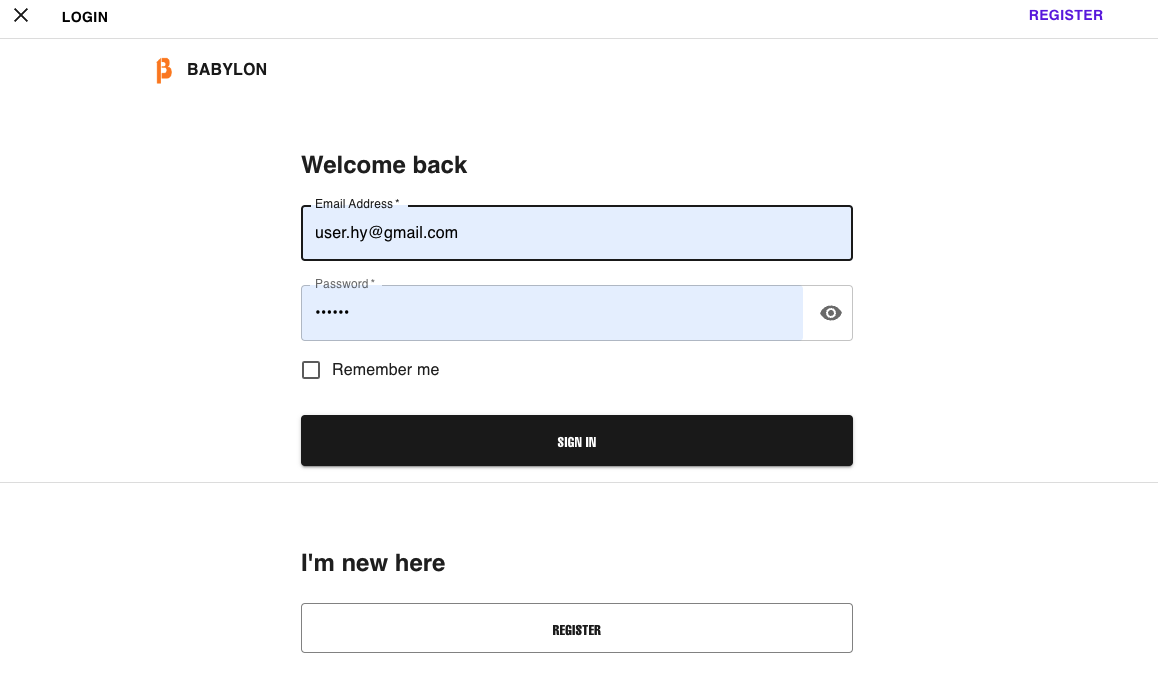 LOGIN
REGISTER
BABYLON
Welcome back
Email Address *
user.hy@gmail.com
Password *
••••••
Remember me
SIGN IN
I'm new here
REGISTER